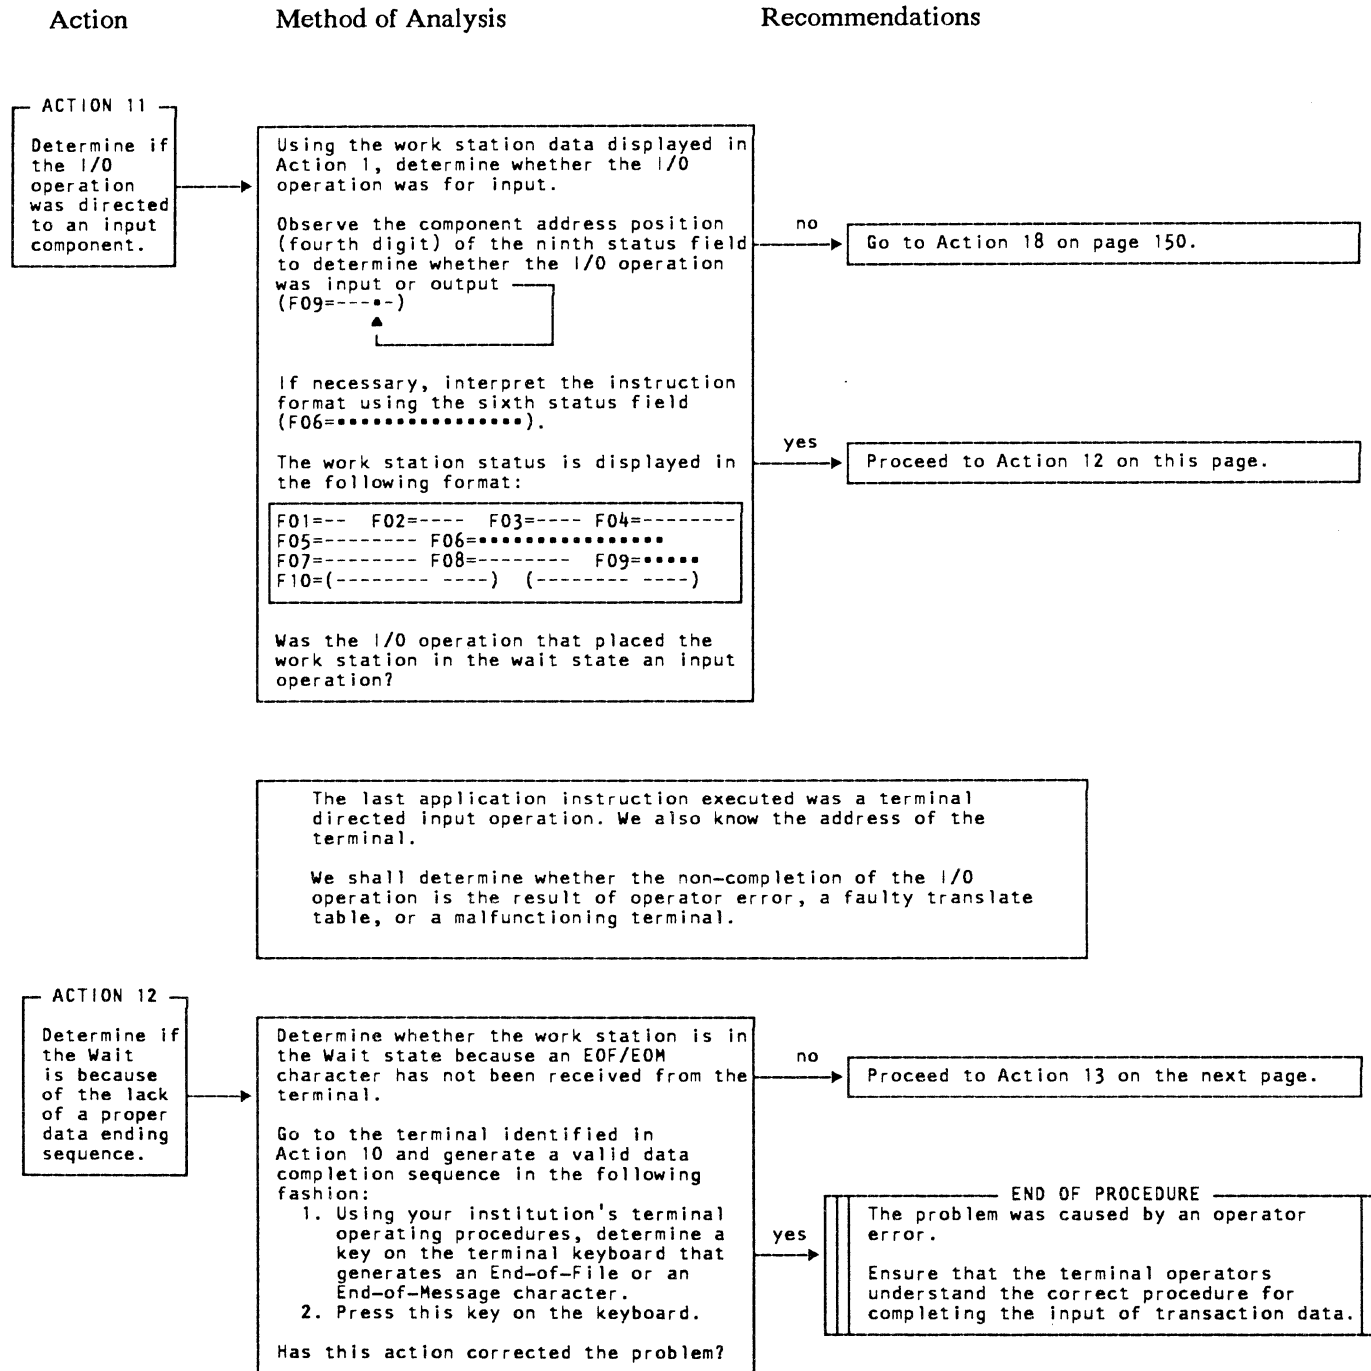 Action Method of Analysis Recommendations
ACTION 11
Determine if
the I/O
operation
was directed
to an input
component.
Using the work station data displayed in
Action 1, determine whether the I/O
operation was for input.
Observe the component address position
(fourth digit) of the ninth status field
to determine whether the I/O operation
was input or output
(F09=---▪-)
no
Go to Action 18 on page 150.
If necessary, interpret the instruction
format using the sixth status field
(F06=▪▪▪▪▪▪▪▪▪▪▪▪▪▪▪▪).
The work station status is displayed in
the following format:
yes
Proceed to Action 12 on this page.
F01=-- F02=---- F03=---- F04=--------
F05=-------- F06=▪▪▪▪▪▪▪▪▪▪▪▪▪▪▪▪
F07=-------- F08=-------- F09=▪▪▪▪▪
F10=(-------- ----) (-------- ----)
Was the I/O operation that placed the
work station in the wait state an input
operation?
The last application instruction executed was a terminal
directed input operation. We also know the address of the
terminal.
We shall determine whether the non-completion of the I/O
operation is the result of operator error, a faulty translate
table, or a malfunctioning terminal.
ACTION 12
Determine if
the Wait
is because
of the lack
of a proper
data ending
sequence.
Determine whether the work station is in
the Wait state because an EOF/EOM
character has not been received from the
terminal.
no
Proceed to Action 13 on the next page.
Go to the terminal identified in
Action 10 and generate a valid data
completion sequence in the following
fashion:
1. Using your institution's terminal
operating procedures, determine a
key on the terminal keyboard that
generates an End-of-File or an
End-of-Message character.
2. Press this key on the keyboard.
Has this action corrected the problem?
yes
END OF PROCEDURE
The problem was caused by an operator
error.
Ensure that the terminal operators
understand the correct procedure for
completing the input of transaction data.